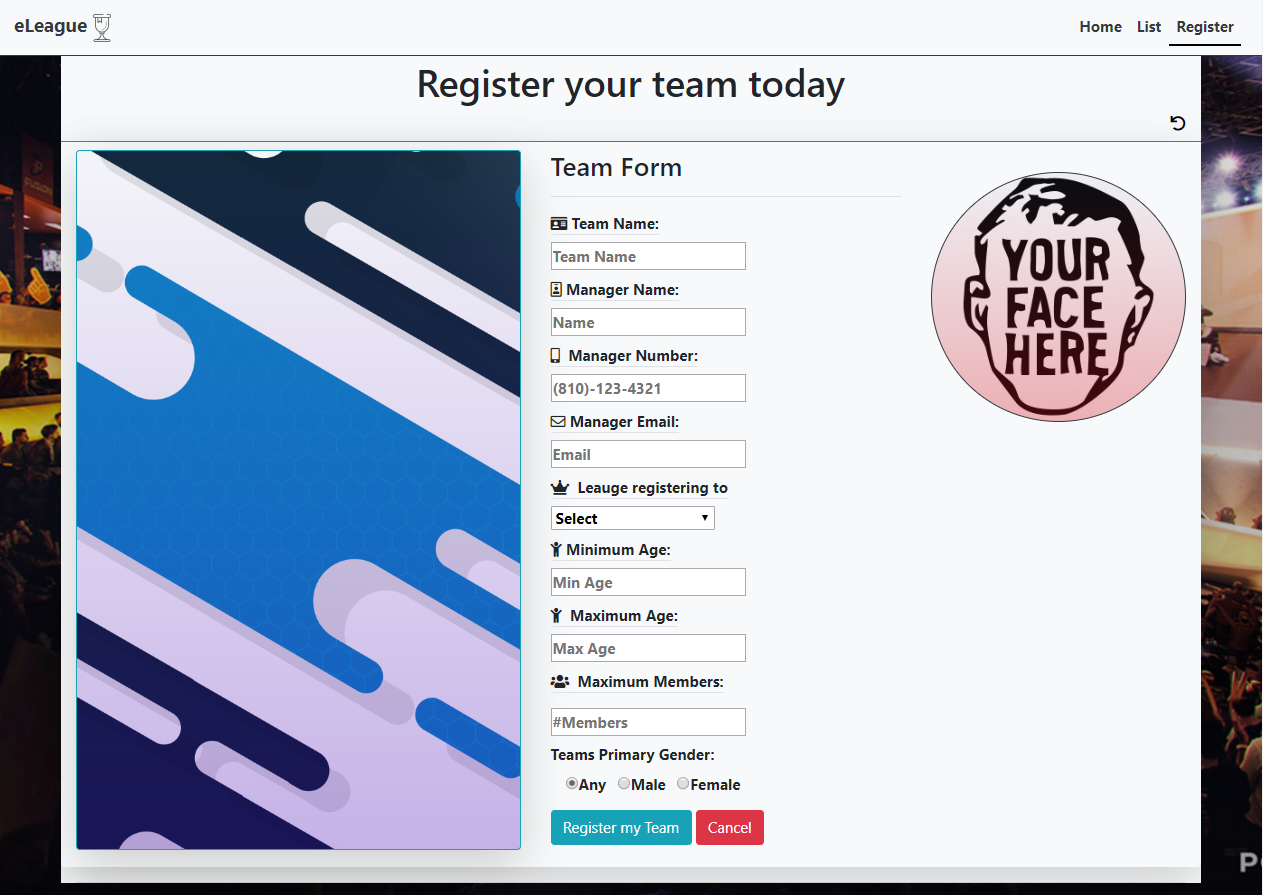 eLeague
Home List Register
Register your team today
Team Form
Team Name:
Team Name
Manager Name:
Name
Manager Number:
(810)-123-4321
Manager Email:
Email
Leauge registering to
Select
Minimum Age:
Min Age
Maximum Age:
Max Age
Maximum Members:
#Members
Teams Primary Gender:
Any Male Female
Register my Team Cancel
YOUR
FACE
HERE
FUSION